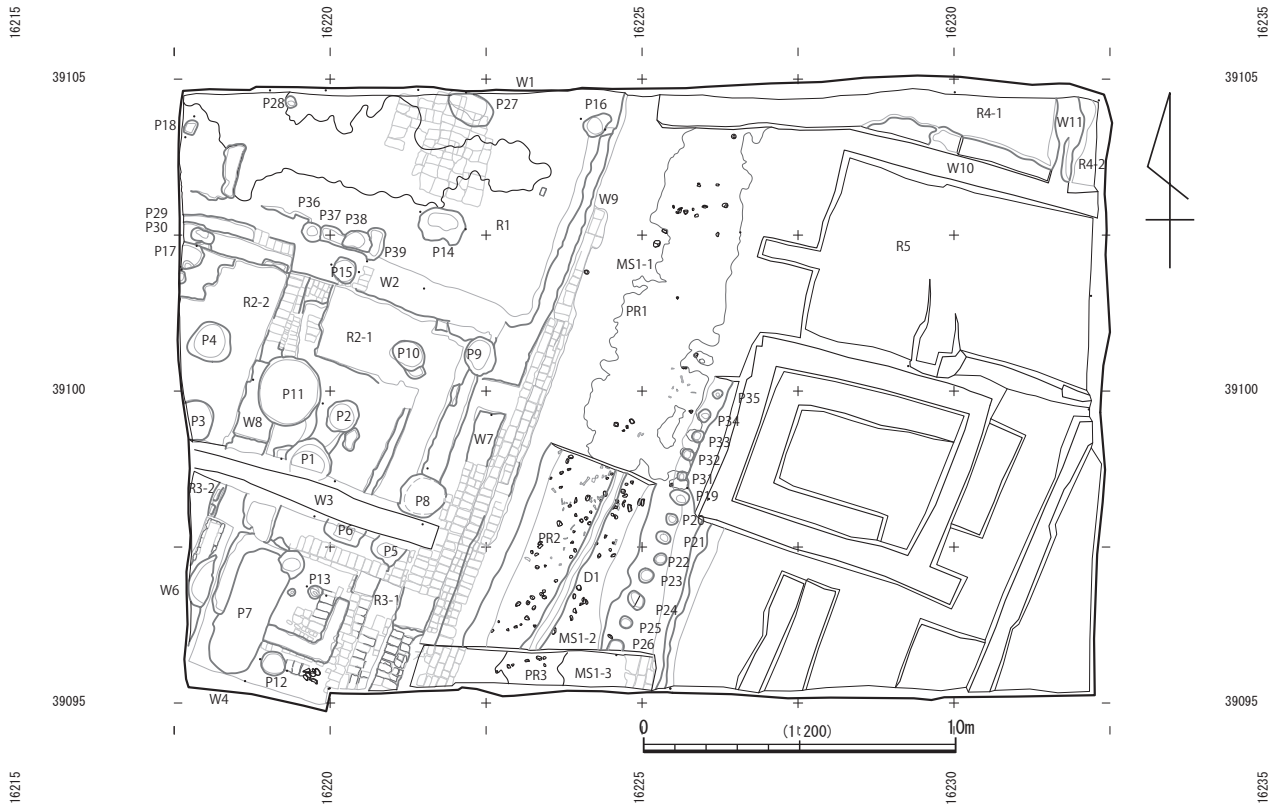 16215
16220
16225
16230
16235
39105
39105
W1
P28
P27
P16
P18
R4-1
W11
W10
R4-2
P36
P37
P38
P29
P30
P17
P39
P14
R1
W9
R5
P15
W2
MS1-1
PR1
R2-2
R2-1
P4
P10
P9
39100
39100
P11
P35
P3
W8
P2
W7
P34
P33
P32
P1
P31
R3-2
W3
P8
P19
P6
P20
P5
PR2
P21
P22
W6
P13
D1
P23
P7
R3-1
P24
P25
MS1-2
P26
P12
PR3
MS1-3
W4
39095
39095
0
(1:200)
10m
16215
16220
16225
16230
16235